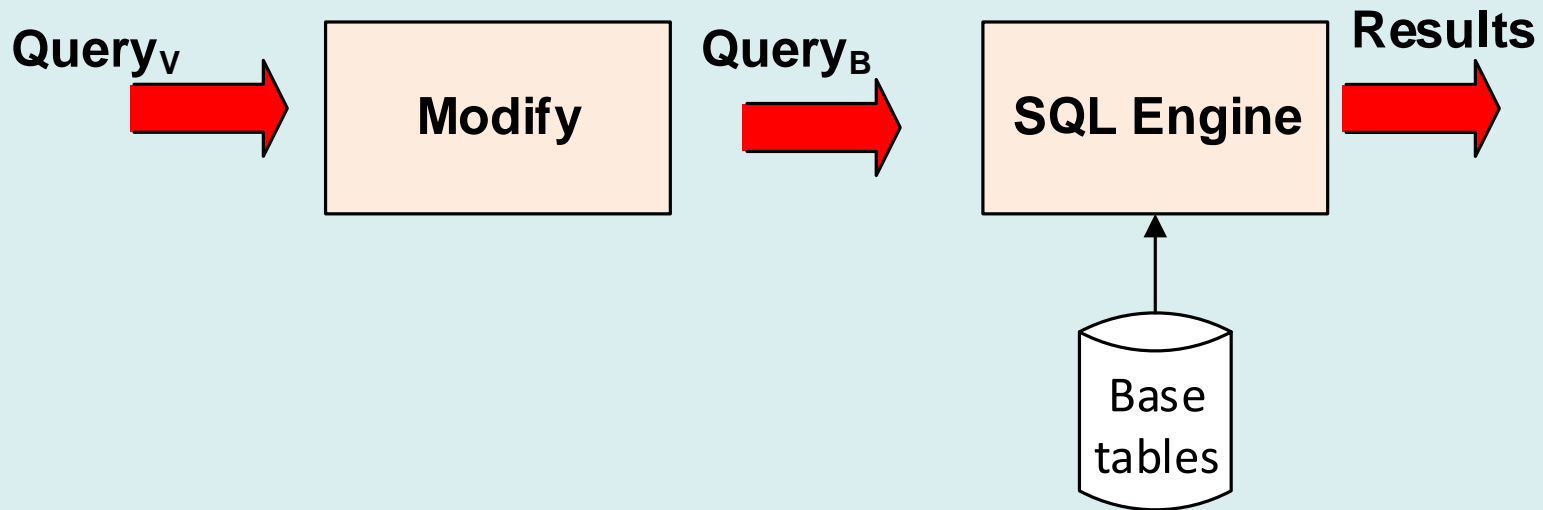 Query_V
Modify
Query_B
SQL Engine
Results
Base
tables